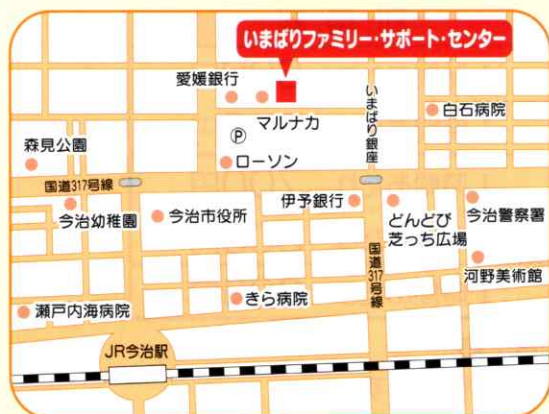 いまばりファミリー・サポート・センター
愛媛銀行
マルナカ
いまばり銀座
白石病院
森見公園
Ⓟ
ローソン
国道317号線
今治幼稚園
今治市役所
伊予銀行
どんどび
芝っち広場
今治警察署
国道317号線
河野美術館
瀬戸内海病院
きら病院
JR今治駅